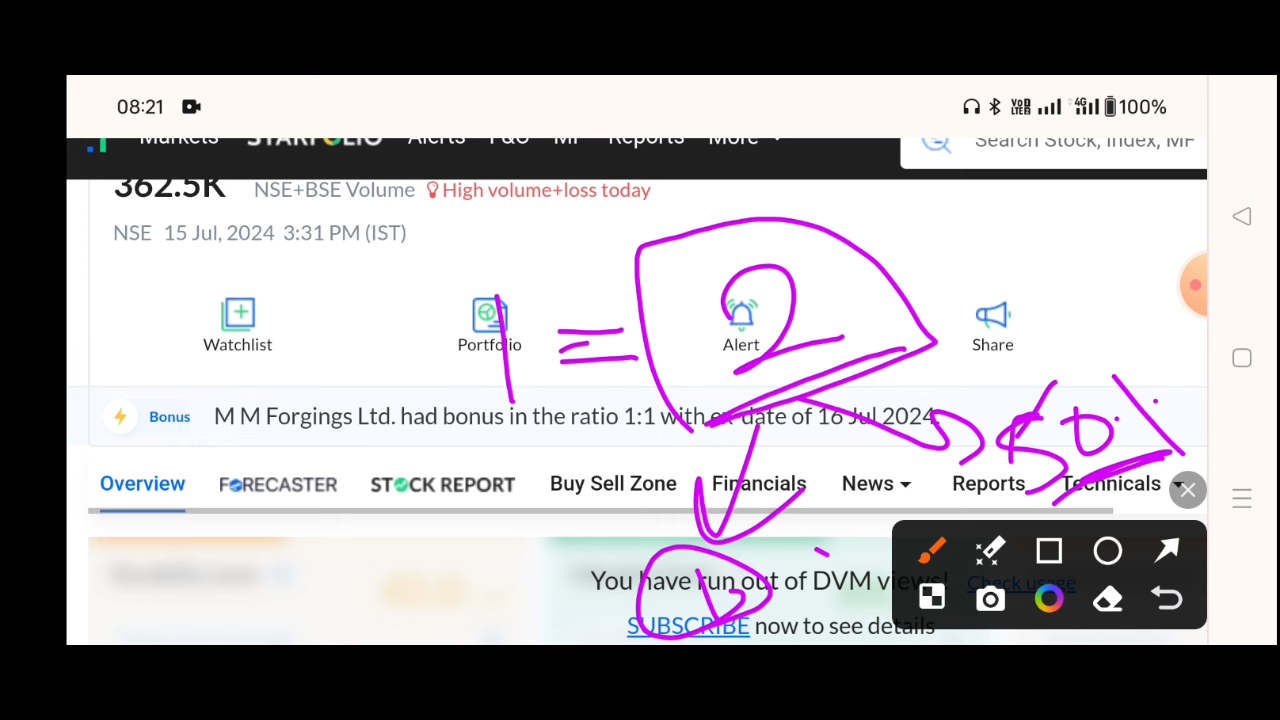 08:21 VoD LTE 4G 100%
Markets STARFOLIO Alerts F&O MF Reports More Search Stock, Index, MF
362.5K NSE+BSE Volume High volume+loss today
NSE 15 Jul, 2024 3:31 PM (IST)
2
1 =
Watchlist Portfolio Alert Share
Bonus M M Forgings Ltd. had bonus in the ratio 1:1 with ex-date of 16 Jul 2024.
50%
Overview FORECASTER STOCK REPORT Buy Sell Zone Financials News Reports Technicals
You have run out of DVM views! Check usage
SUBSCRIBE now to see details